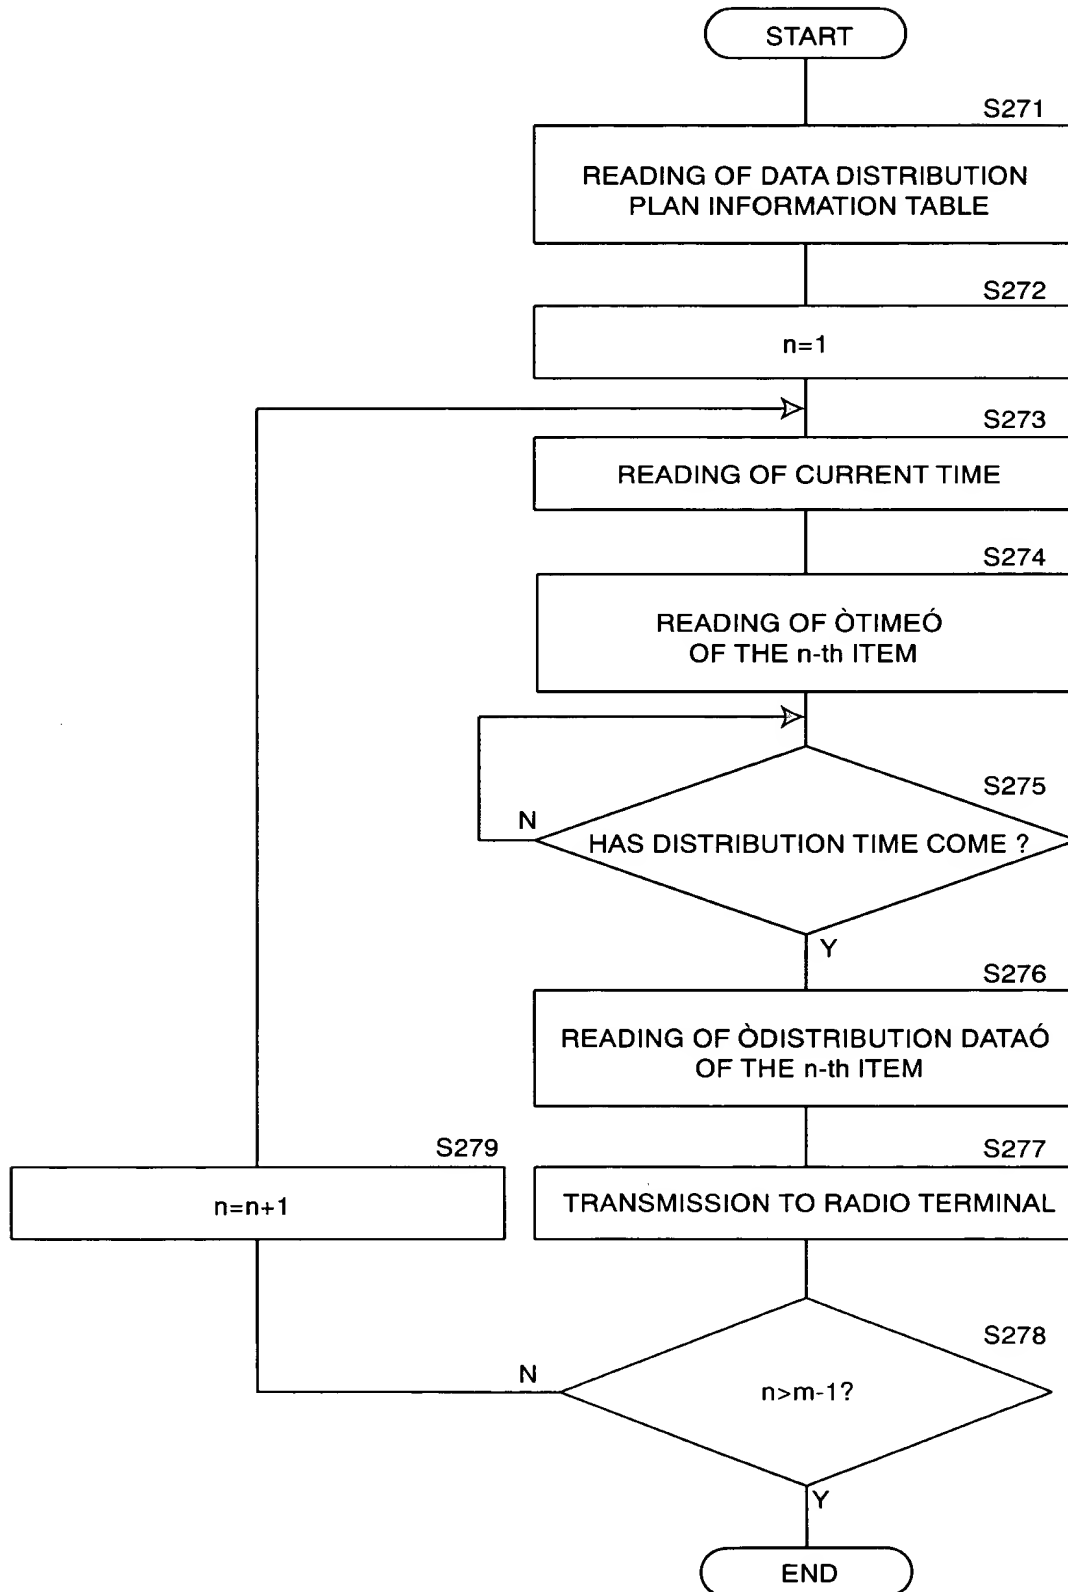 START
S271
READING OF DATA DISTRIBUTION
PLAN INFORMATION TABLE
S272
n=1
S273
READING OF CURRENT TIME
S274
READING OF ÒTIMEÓ
OF THE n-th ITEM
S275
N
HAS DISTRIBUTION TIME COME ?
Y
S276
READING OF ÒDISTRIBUTION DATAÓ
OF THE n-th ITEM
S279
n=n+1
S277
TRANSMISSION TO RADIO TERMINAL
S278
N
n>m-1?
Y
END